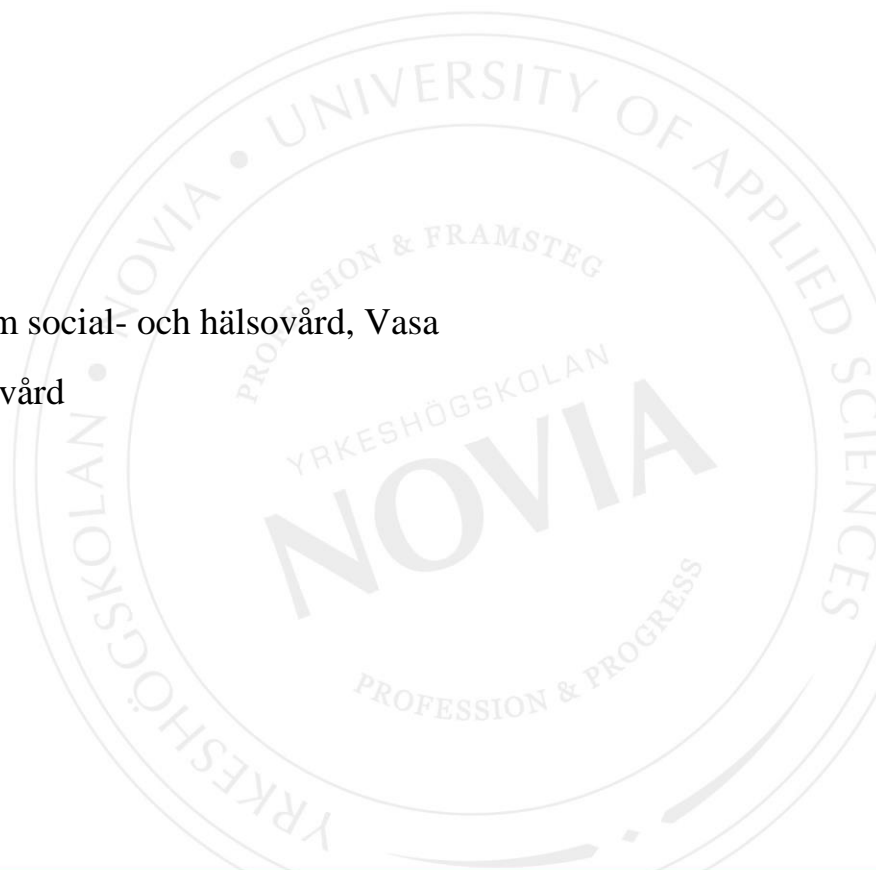 UNIVERSITY OF APPLIED SCIENCES
YRKESHÖGSKOLAN • NOVIA •
PROFESSION & FRAMSTEG
m social- och hälsovård, Vasa
vård
YRKESHÖGSKOLAN
NOVIA
PROFESSION & PROGRESS